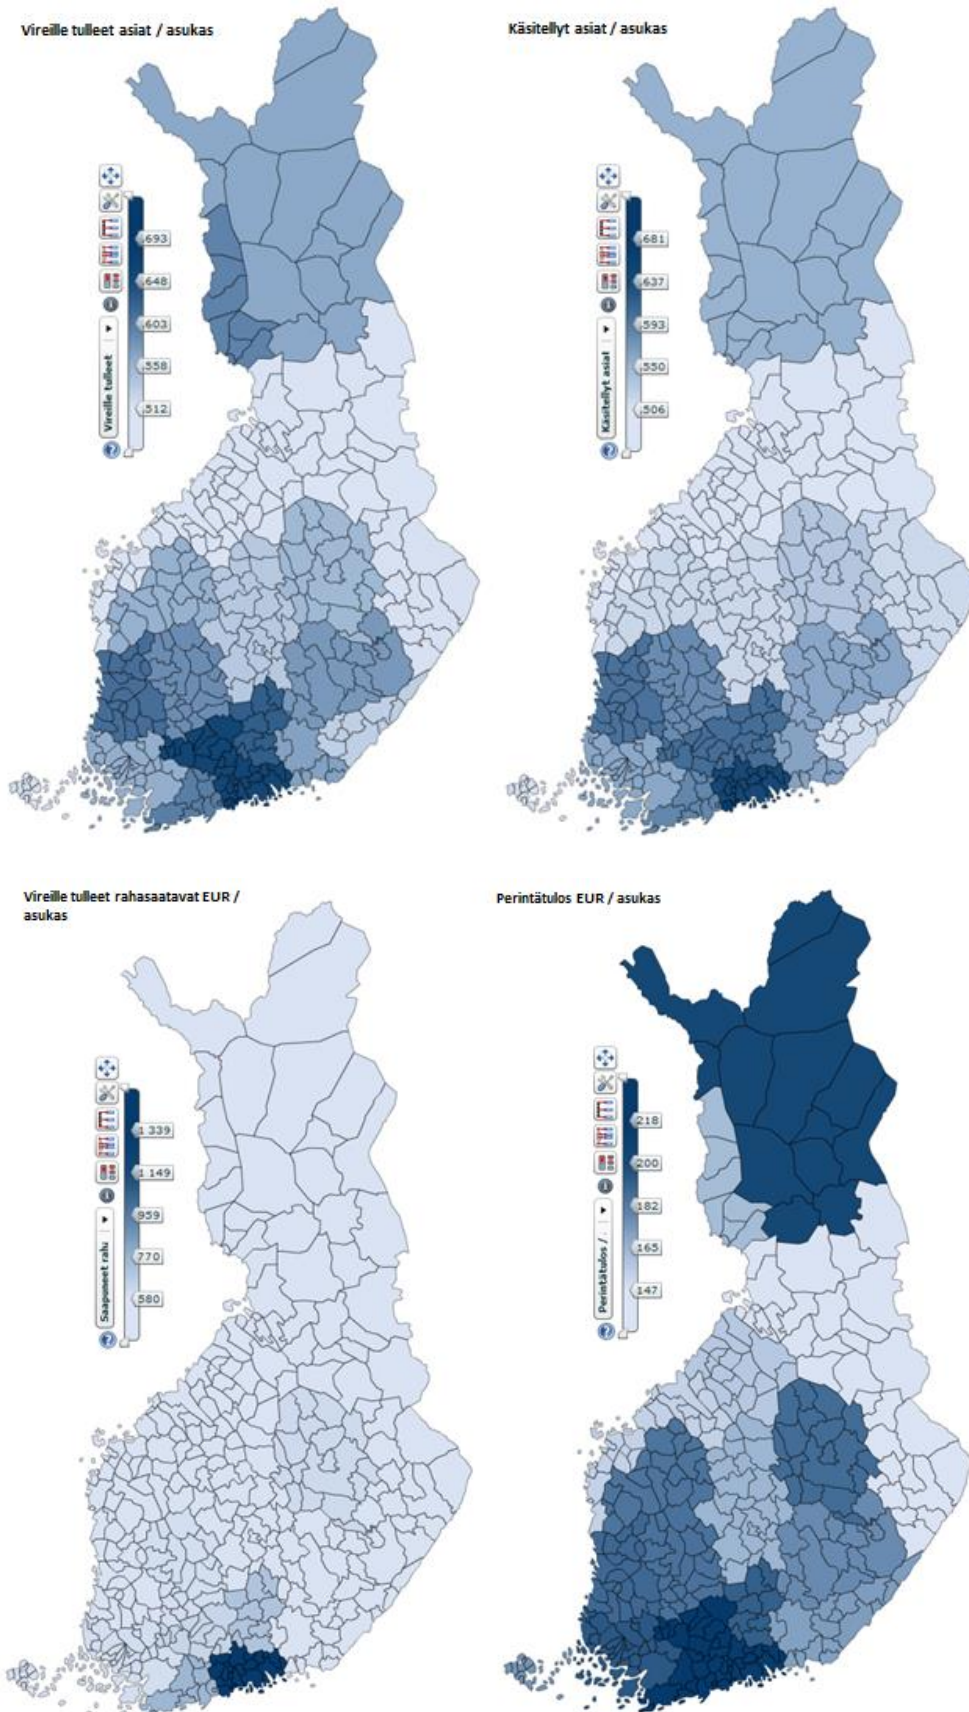 Vireille tulleet asiat / asukas
,693
,648
,603
,558
,512
Vireille tulleet
Käsitellyt asiat / asukas
,681
,637
,593
,550
,506
Käsitellyt asiat
Vireille tulleet rahasaatavat EUR /
asukas
1 339
1 149
959
770
580
Saapuneet rahi
Perintätulos EUR / asukas
218
200
182
165
147
Perintätulos / .